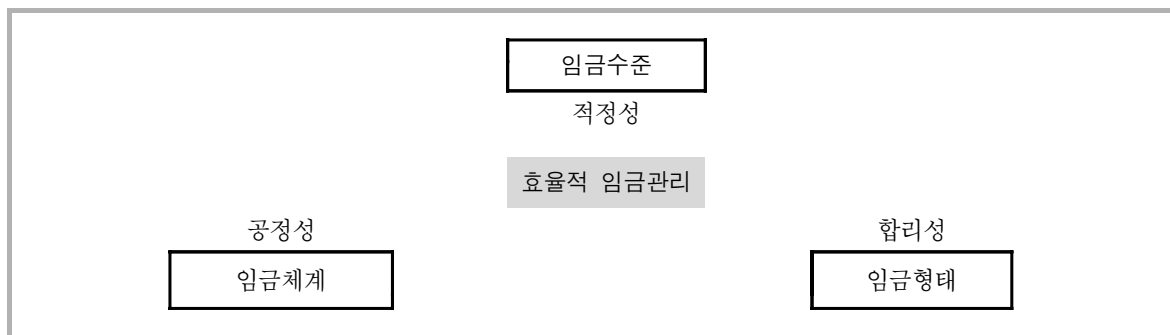 임금수준
적정성
효율적 임금관리
공정성 합리성
임금체계 임금형태